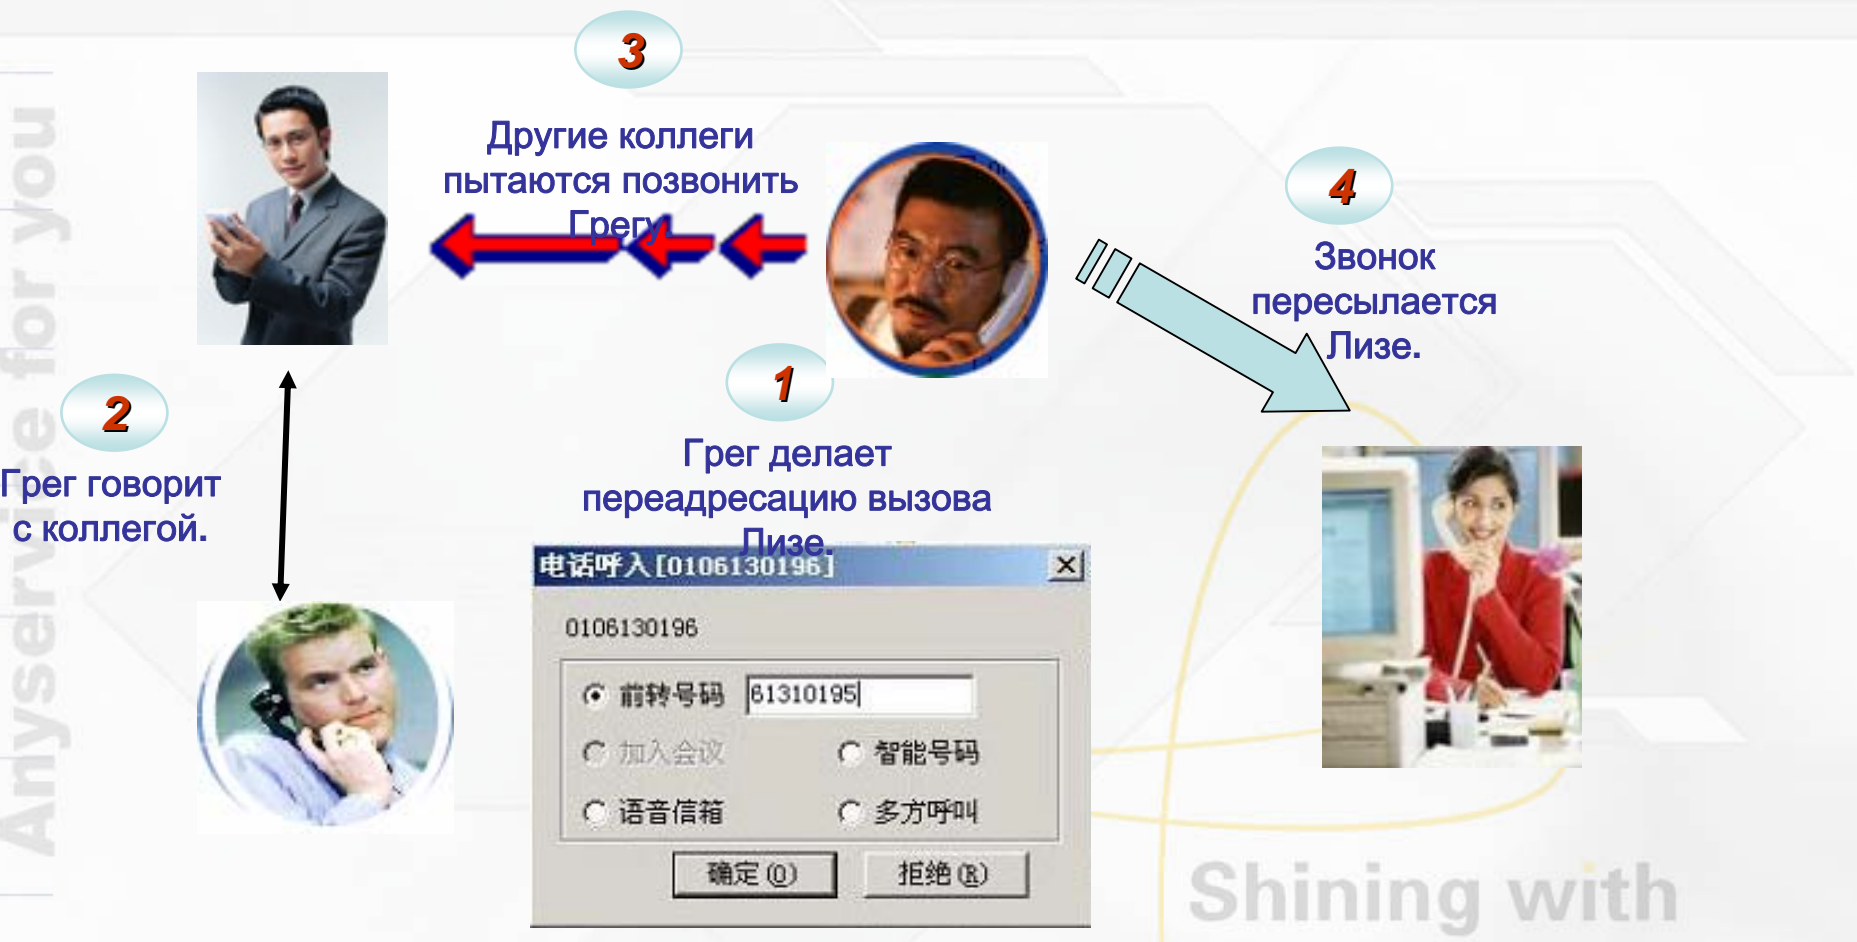 3
Другие коллеги
пытаются позвонить
Грегу
4
Звонок
пересылается
Лизе.
1
Грег делает
переадресацию вызова
Лизе.
2
Грег говорит
с коллегой.
电话呼入[0106130196]
0106130196
前转号码 61310195
加入会议 智能号码
语音信箱 多方呼叫
确定(O) 拒绝(R)
Anyservice for you
Shining with